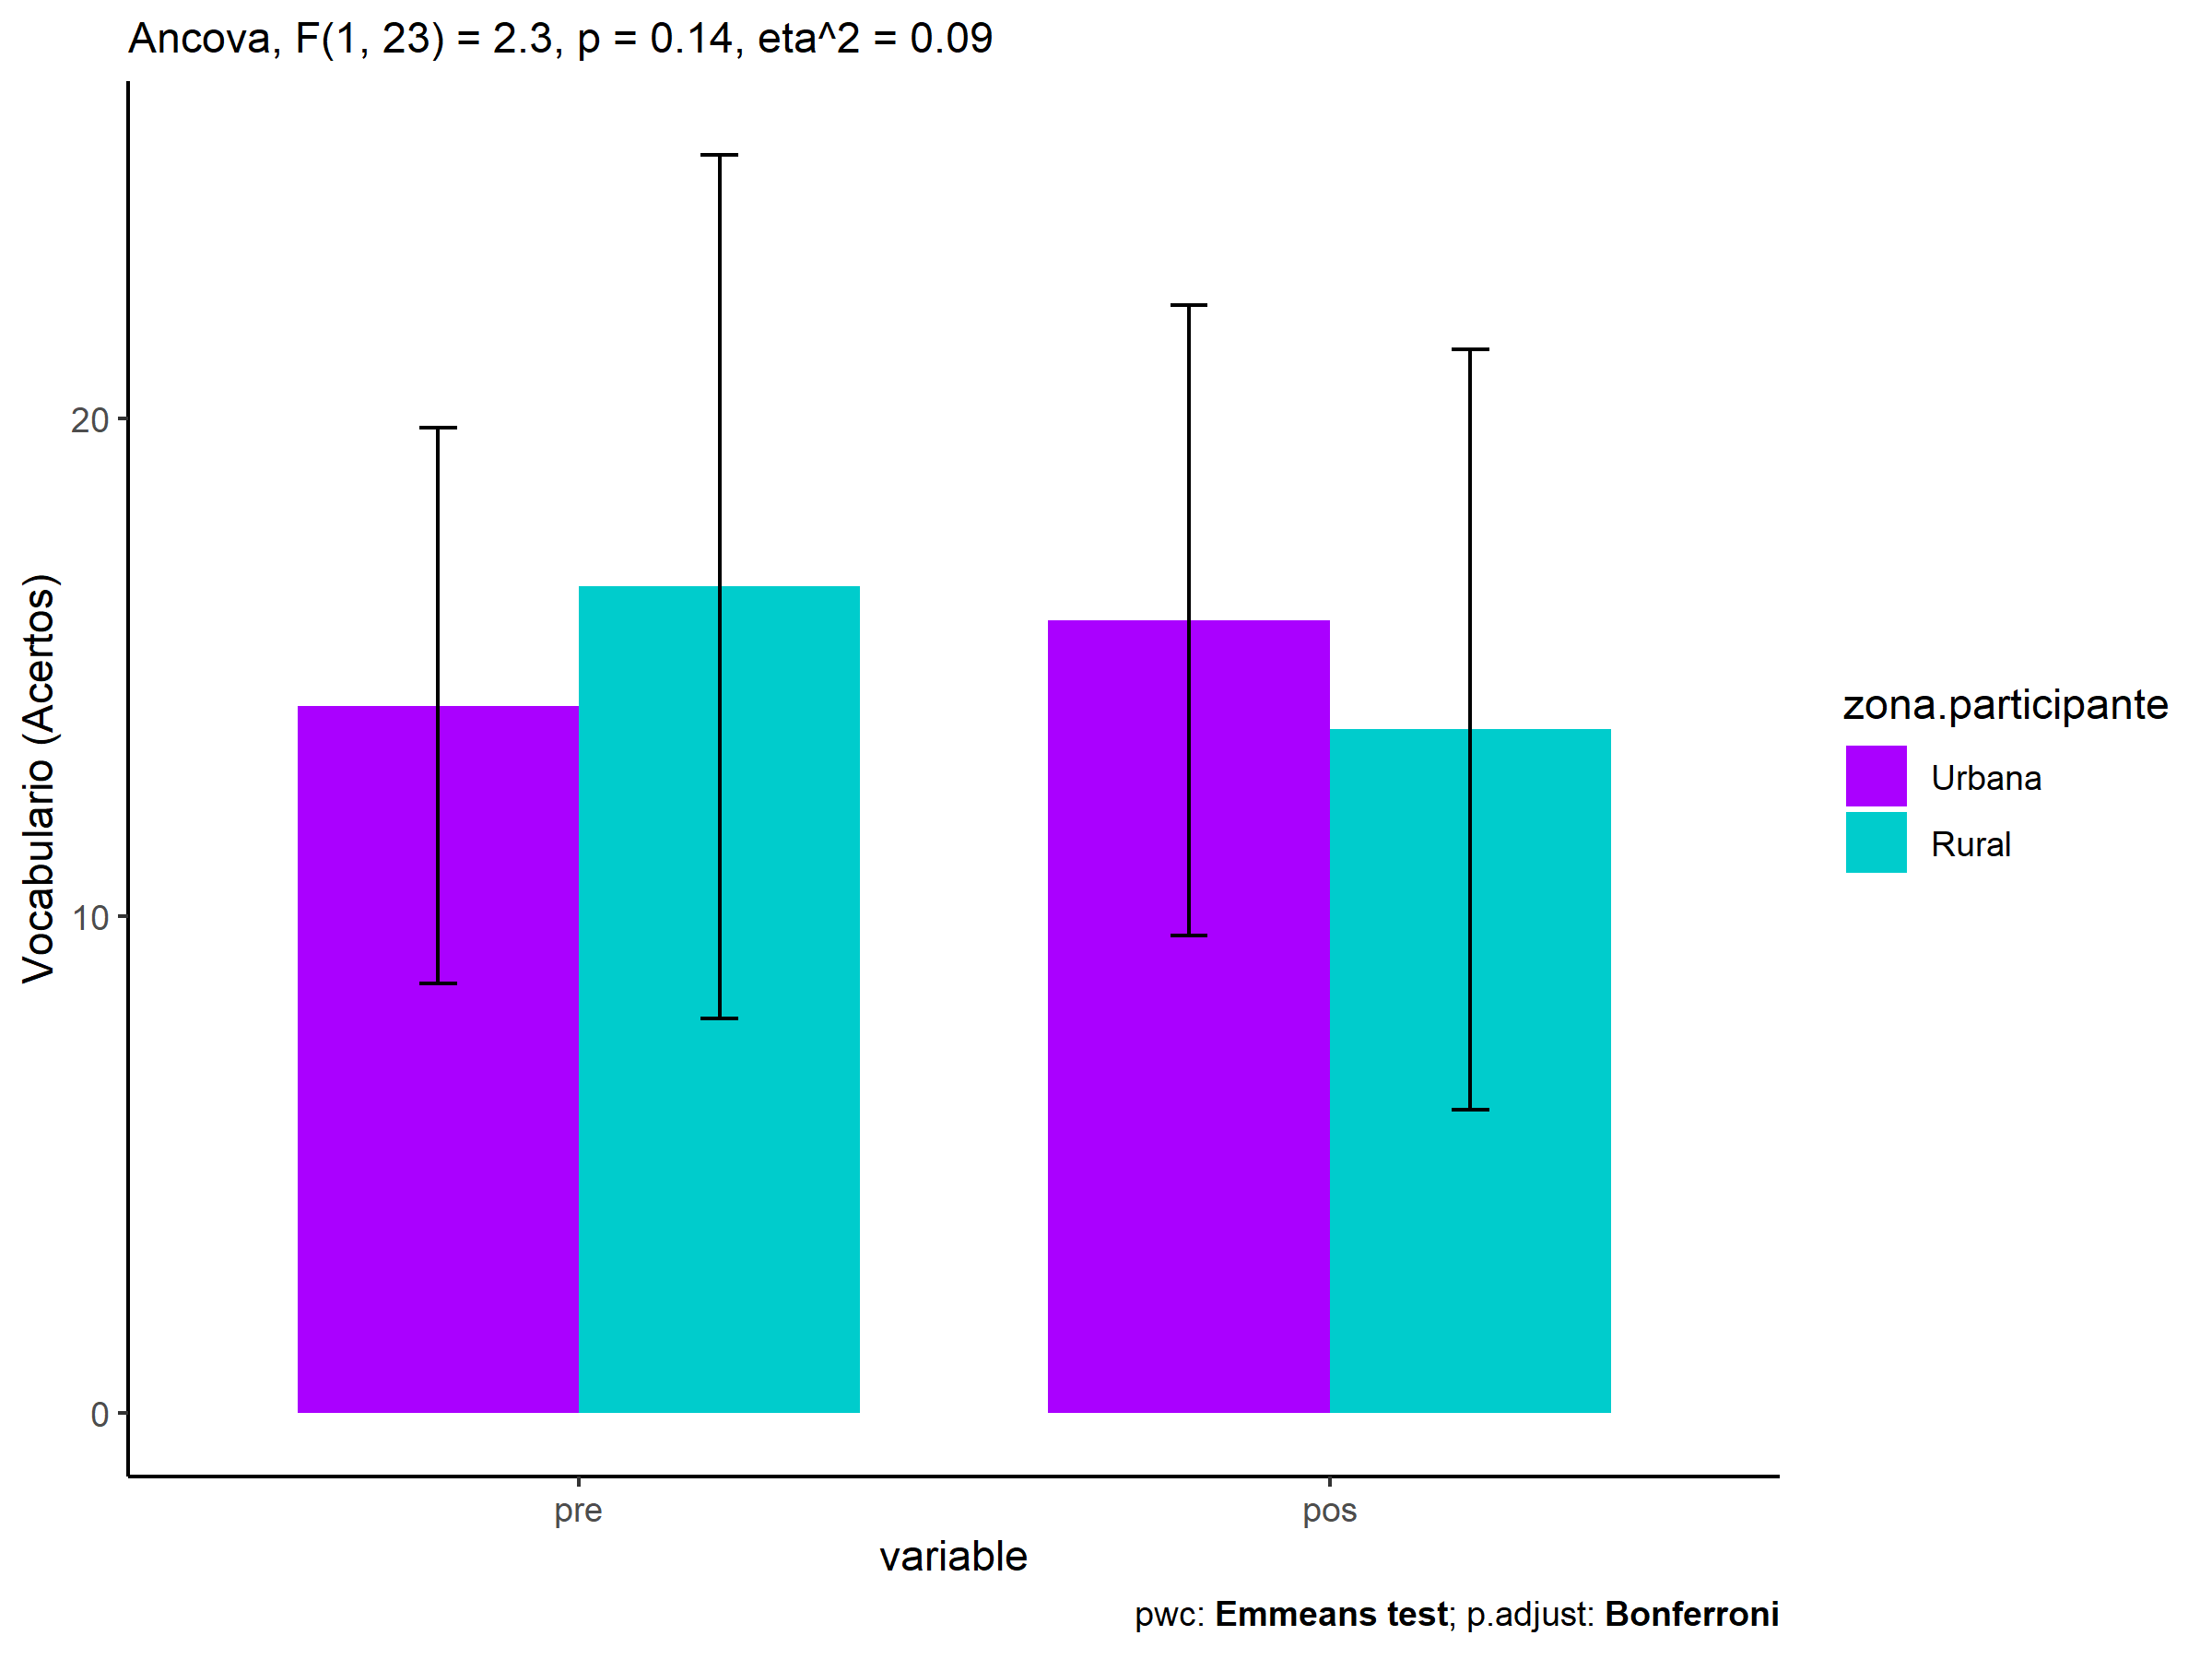 Ancova, F(1, 23) = 2.3, p = 0.14, eta^2 = 0.09
Vocabulario (Acertos)
20
10
0
pre
pos
variable
zona.participante
Urbana
Rural
pwc: Emmeans test; p.adjust: Bonferroni